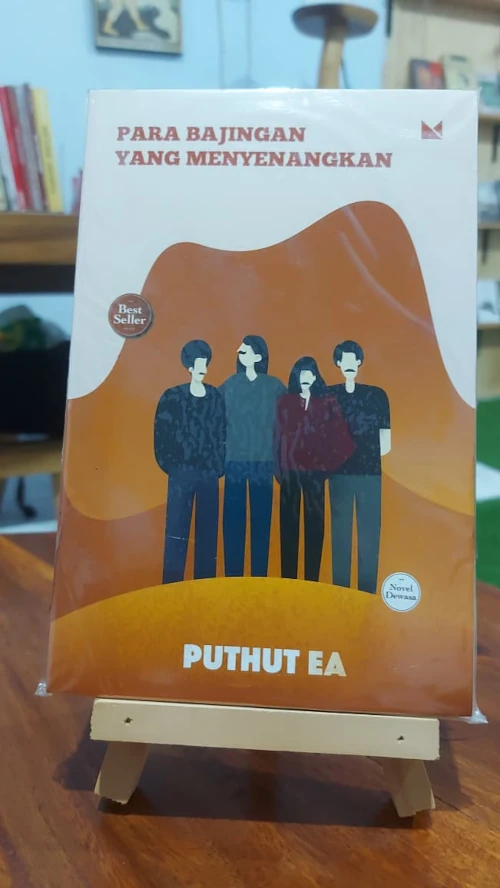 PARA BAJINGAN
YANG MENYENANGKAN
Best
Seller
Novel
Dewasa
PUTHUT EA